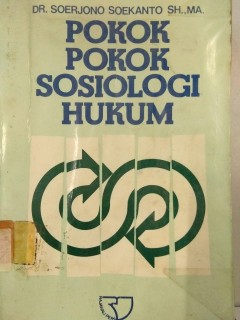 DR. SOERJONO SOEKANTO SH.,MA.
POKOK
POKOK
SOSIOLOGI
HUKUM